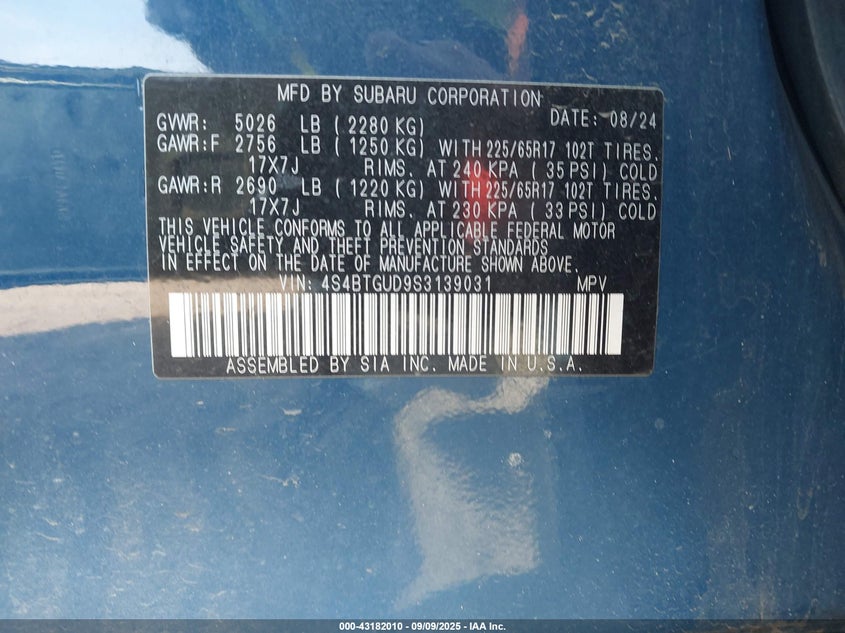 MFD BY SUBARU CORPORATION
GVWR: 5026 LB ( 2280 KG) DATE: 08/24
GAWR:F 2756 LB ( 1250 KG) WITH 225/65R17 102T TIRES.
17X7J RIMS. AT 240 KPA ( 35 PSI) COLD
GAWR:R 2690 LB ( 1220 KG) WITH 225/65R17 102T TIRES.
17X7J RIMS. AT 230 KPA ( 33 PSI) COLD
THIS VEHICLE CONFORMS TO ALL APPLICABLE FEDERAL MOTOR
VEHICLE SAFETY AND THEFT PREVENTION STANDARDS
IN EFFECT ON THE DATE OF MANUFACTURE SHOWN ABOVE.
VIN: 4S4BTGUD9S3139031 MPV
ASSEMBLED BY SIA INC. MADE IN U.S.A.
000-43182010 - 09/09/2025 - IAA Inc.